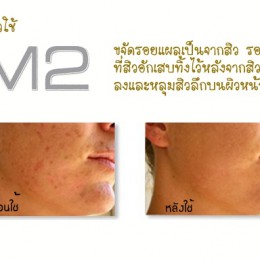 ใช้
M2
ขจัดรอยแผลเป็นจากสิว รอ
ที่สิวอักเสบทิ้งไว้หลังจากสิว
ลงและหลุมสิวลึกบนผิวหน้
อนใช้
หลังใช้